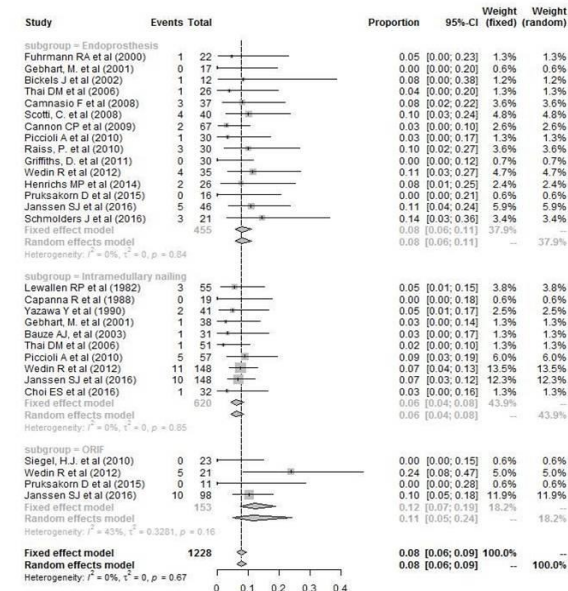 Weight Weight
Study Events Total Proportion 95%-CI (fixed) (random)
subgroup = Endoprosthesis
Fuhrmann RA et al (2000) 1 22 0.05 [0.00; 0.23] 1.3% 1.3%
Gebhart, M. et al (2001) 0 17 0.00 [0.00; 0.20] 0.6% 0.6%
Bickels J et al (2002) 1 12 0.08 [0.00; 0.38] 1.2% 1.2%
Thai DM et al (2006) 1 26 0.04 [0.00; 0.20] 1.3% 1.3%
Camnasio F et al (2008) 3 37 0.08 [0.02; 0.22] 3.6% 3.6%
Scotti, C. et al (2008) 4 40 0.10 [0.03; 0.24] 4.8% 4.8%
Cannon CP et al (2009) 2 67 0.03 [0.00; 0.10] 2.6% 2.6%
Piccioli A et al (2010) 1 30 0.03 [0.00; 0.17] 1.3% 1.3%
Raiss, P. et al (2010) 3 30 0.10 [0.02; 0.27] 3.6% 3.6%
Griffiths, D. et al (2011) 0 30 0.00 [0.00; 0.12] 0.7% 0.7%
Wedin R et al (2012) 4 35 0.11 [0.03; 0.27] 4.7% 4.7%
Henrichs MP et al (2014) 2 26 0.08 [0.01; 0.25] 2.4% 2.4%
Pruksakorn D et al (2015) 0 16 0.00 [0.00; 0.21] 0.6% 0.6%
Janssen SJ et al (2016) 5 46 0.11 [0.04; 0.24] 5.9% 5.9%
Schmolders J et al (2016) 3 21 0.14 [0.03; 0.36] 3.4% 3.4%
Fixed effect model 455 0.08 [0.06; 0.11] 37.9% --
Random effects model 0.08 [0.06; 0.11] -- 37.9%
Heterogeneity: I² = 0%, τ² = 0, p = 0.84
subgroup = Intramedullary nailing
Lewallen RP et al (1982) 3 55 0.05 [0.01; 0.15] 3.8% 3.8%
Capanna R et al (1988) 0 19 0.00 [0.00; 0.18] 0.6% 0.6%
Yazawa Y et al (1990) 2 41 0.05 [0.01; 0.17] 2.5% 2.5%
Gebhart, M. et al (2001) 1 38 0.03 [0.00; 0.14] 1.3% 1.3%
Bauze AJ, et al (2003) 1 31 0.03 [0.00; 0.17] 1.3% 1.3%
Thai DM et al (2006) 1 51 0.02 [0.00; 0.10] 1.3% 1.3%
Piccioli A et al (2010) 5 57 0.09 [0.03; 0.19] 6.0% 6.0%
Wedin R et al (2012) 11 148 0.07 [0.04; 0.13] 13.5% 13.5%
Janssen SJ et al (2016) 10 148 0.07 [0.03; 0.12] 12.3% 12.3%
Choi ES et al (2016) 1 32 0.03 [0.00; 0.16] 1.3% 1.3%
Fixed effect model 620 0.06 [0.04; 0.08] 43.9% --
Random effects model 0.06 [0.04; 0.08] -- 43.9%
Heterogeneity: I² = 0%, τ² = 0, p = 0.85
subgroup = ORIF
Siegel, H.J. et al (2010) 0 23 0.00 [0.00; 0.15] 0.6% 0.6%
Wedin R et al (2012) 5 21 0.24 [0.08; 0.47] 5.0% 5.0%
Pruksakorn D et al (2015) 0 11 0.00 [0.00; 0.28] 0.6% 0.6%
Janssen SJ et al (2016) 10 98 0.10 [0.05; 0.18] 11.9% 11.9%
Fixed effect model 153 0.12 [0.07; 0.19] 18.2% --
Random effects model 0.11 [0.05; 0.24] -- 18.2%
Heterogeneity: I² = 43%, τ² = 0.3281, p = 0.16
Fixed effect model 1228 0.08 [0.06; 0.09] 100.0% --
Random effects model 0.08 [0.06; 0.09] -- 100.0%
Heterogeneity: I² = 0%, τ² = 0, p = 0.67
0 0.1 0.2 0.3 0.4